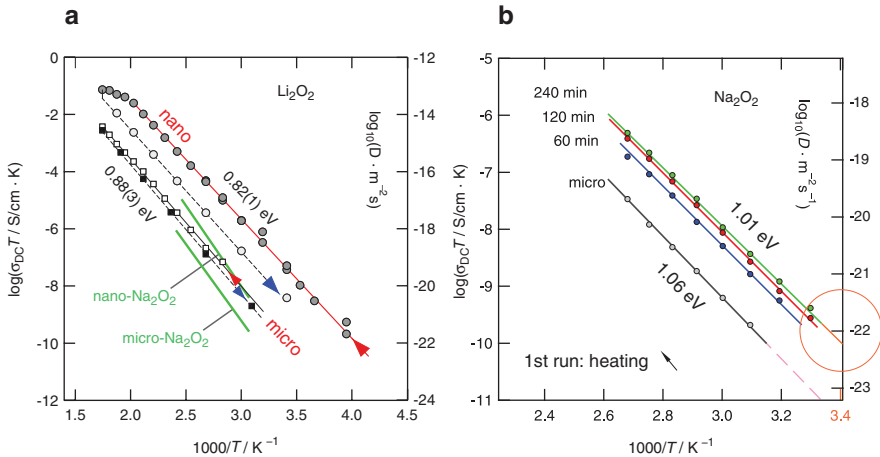 a
0
-2
-4
-6
-8
-10
-12
log(σDCT / S/cm · K)
1.5 2.0 2.5 3.0 3.5 4.0 4.5
1000/T / K⁻¹
-12
-14
-16
-18
-20
-22
-24
log₁₀(D · m⁻²s)
Li₂O₂
nano
0.82(1) eV
0.88(3) eV
nano-Na₂O₂
micro-Na₂O₂
micro
b
-5
-6
-7
-8
-9
-10
-11
log(σDCT / S/cm · K)
2.4 2.6 2.8 3.0 3.2 3.4
1000/T / K⁻¹
-18
-19
-20
-21
-22
-23
log₁₀(D · m⁻²s⁻¹)
Na₂O₂
240 min
120 min
60 min
micro
1.01 eV
1.06 eV
1st run: heating